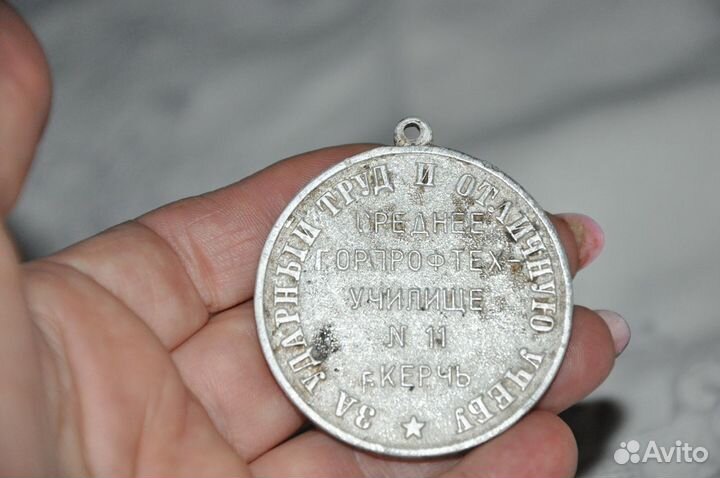 ЗА УДАРНЫЙ ТРУД И ОТЛИЧНУЮ УЧЕБУ
СРЕДНЕЕ
ГОРПРОФТЕХ-
УЧИЛИЩЕ
N 11
г.КЕРЧЬ
Avito